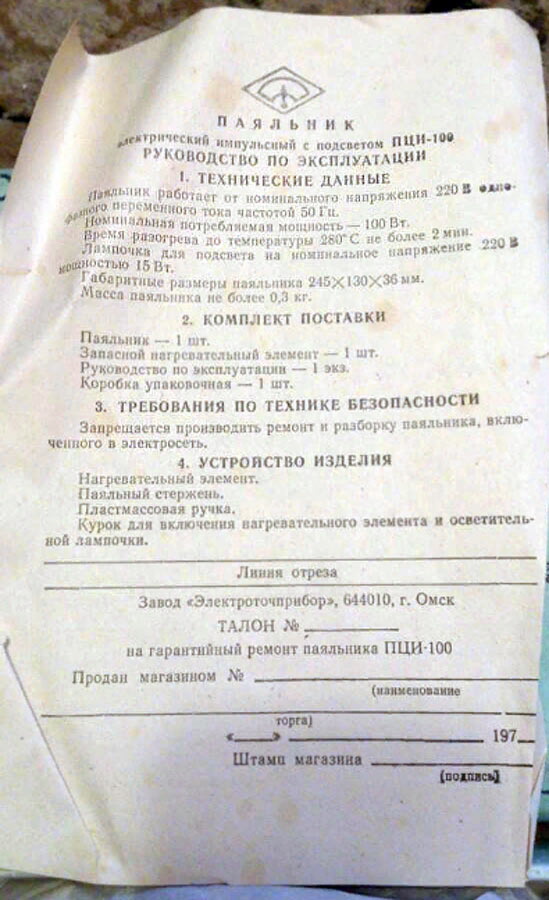 ПАЯЛЬНИК
электрический импульсный с подсветом ПЦИ-100
РУКОВОДСТВО ПО ЭКСПЛУАТАЦИИ
1. ТЕХНИЧЕСКИЕ ДАННЫЕ
Паяльник работает от номинального напряжения 220 В одно-
фазного переменного тока частотой 50 Гц.
Номинальная потребляемая мощность — 100 Вт.
Время разогрева до температуры 280°С не более 2 мин.
Лампочка для подсвета на номинальное напряжение 220 В
мощностью 15 Вт.
Габаритные размеры паяльника 245×130×36 мм.
Масса паяльника не более 0,3 кг.
2. КОМПЛЕКТ ПОСТАВКИ
Паяльник — 1 шт.
Запасной нагревательный элемент — 1 шт.
Руководство по эксплуатации — 1 экз.
Коробка упаковочная — 1 шт.
3. ТРЕБОВАНИЯ ПО ТЕХНИКЕ БЕЗОПАСНОСТИ
Запрещается производить ремонт и разборку паяльника, вклю-
ченного в электросеть.
4. УСТРОЙСТВО ИЗДЕЛИЯ
Нагревательный элемент.
Паяльный стержень.
Пластмассовая ручка.
Курок для включения нагревательного элемента и осветитель-
ной лампочки.
Линия отреза
Завод «Электроточприбор», 644010, г. Омск
ТАЛОН №
на гарантийный ремонт паяльника ПЦИ-100
Продан магазином №
(наименование
торга)
«____» 197
Штамп магазина
(подпись)